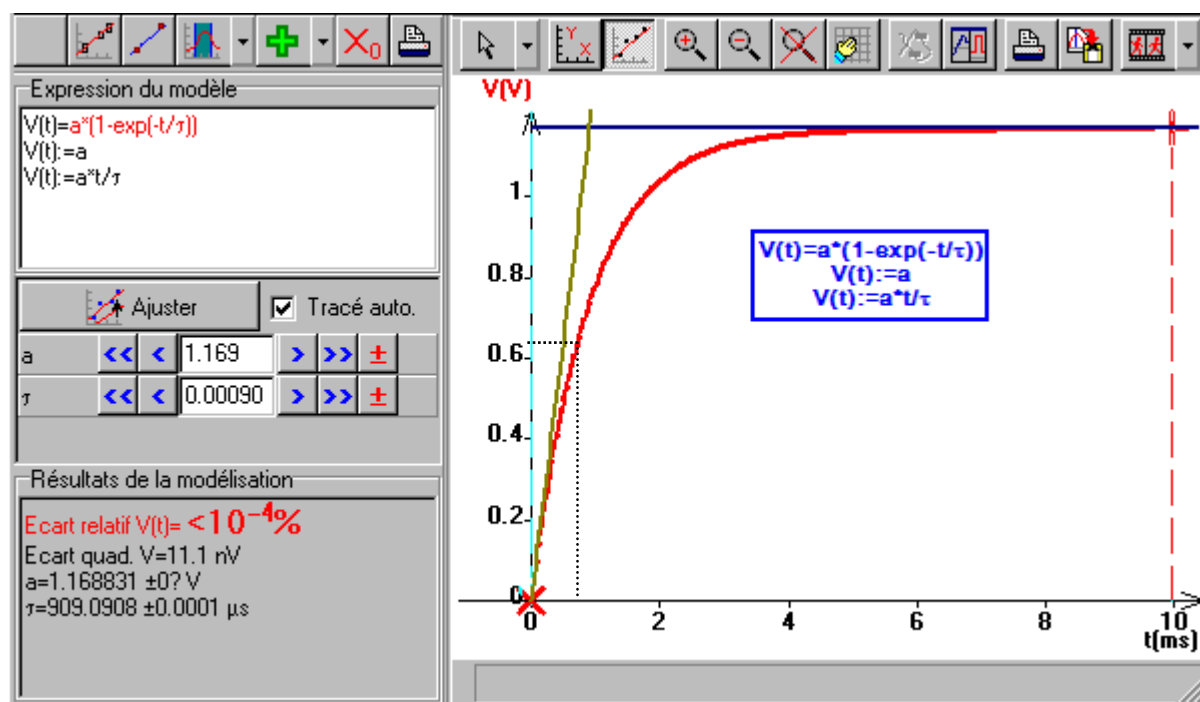 Expression du modèle
V(t)=a*(1-exp(-t/τ))
V(t):=a
V(t):=a*t/τ
Ajuster
Tracé auto.
a << < 1.169 > >> ±
τ << < 0.00090 > >> ±
Résultats de la modélisation
Ecart relatif V(t)= <10⁻⁴%
Ecart quad. V=11.1 nV
a=1.168831 ±0? V
τ=909.0908 ±0.0001 µs
X₀
Y
X
V(V)
1
0.8
0.6
0.4
0.2
0
V(t)=a*(1-exp(-t/τ))
V(t):=a
V(t):=a*t/τ
0 2 4 6 8 10
t(ms)